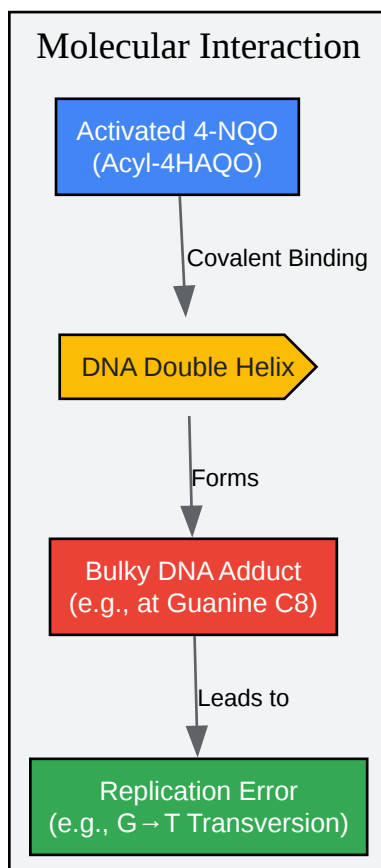 Molecular Interaction
Activated 4-NQO
(Acyl-4HAQO)
Covalent Binding
DNA Double Helix
Forms
Bulky DNA Adduct
(e.g., at Guanine C8)
Leads to
Replication Error
(e.g., G→T Transversion)